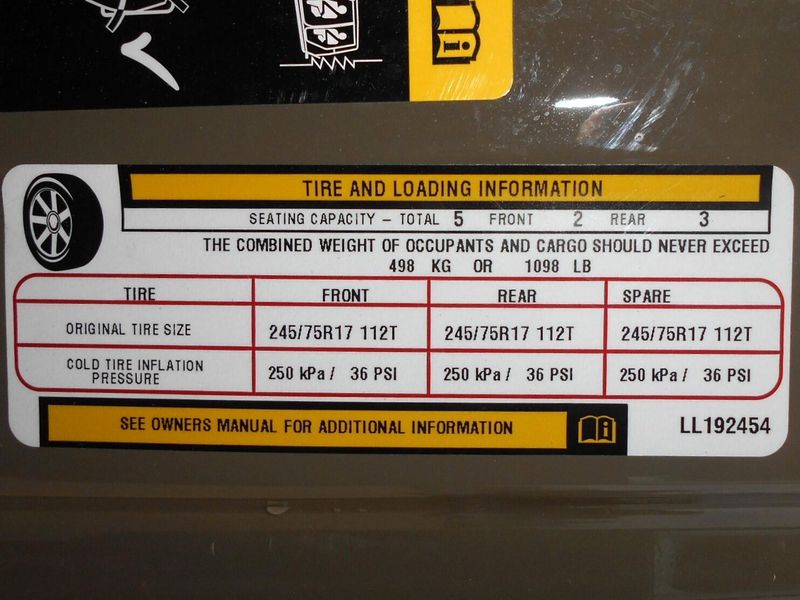 TIRE AND LOADING INFORMATION
SEATING CAPACITY – TOTAL 5 FRONT 2 REAR 3
THE COMBINED WEIGHT OF OCCUPANTS AND CARGO SHOULD NEVER EXCEED
498 KG OR 1098 LB
TIRE FRONT REAR SPARE
ORIGINAL TIRE SIZE 245/75R17 112T 245/75R17 112T 245/75R17 112T
COLD TIRE INFLATION
PRESSURE 250 kPa / 36 PSI 250 kPa / 36 PSI 250 kPa / 36 PSI
SEE OWNERS MANUAL FOR ADDITIONAL INFORMATION
LL192454